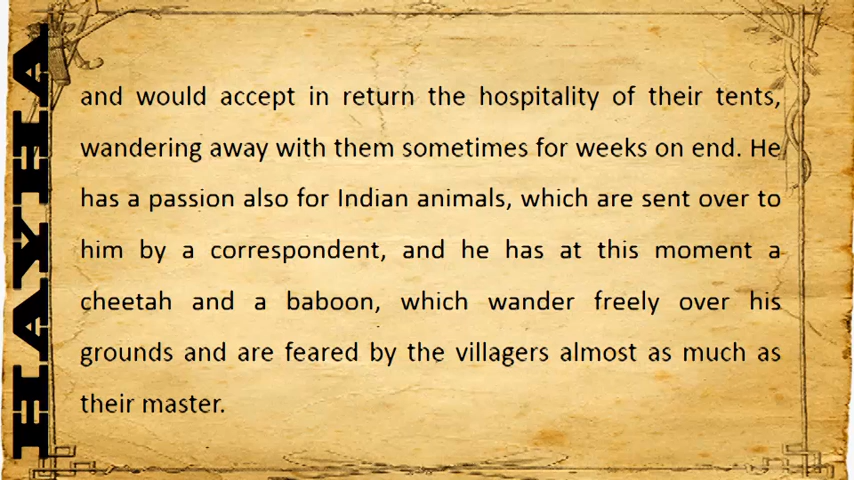 HAYHA
and would accept in return the hospitality of their tents,
wandering away with them sometimes for weeks on end. He
has a passion also for Indian animals, which are sent over to
him by a correspondent, and he has at this moment a
cheetah and a baboon, which wander freely over his
grounds and are feared by the villagers almost as much as
their master.